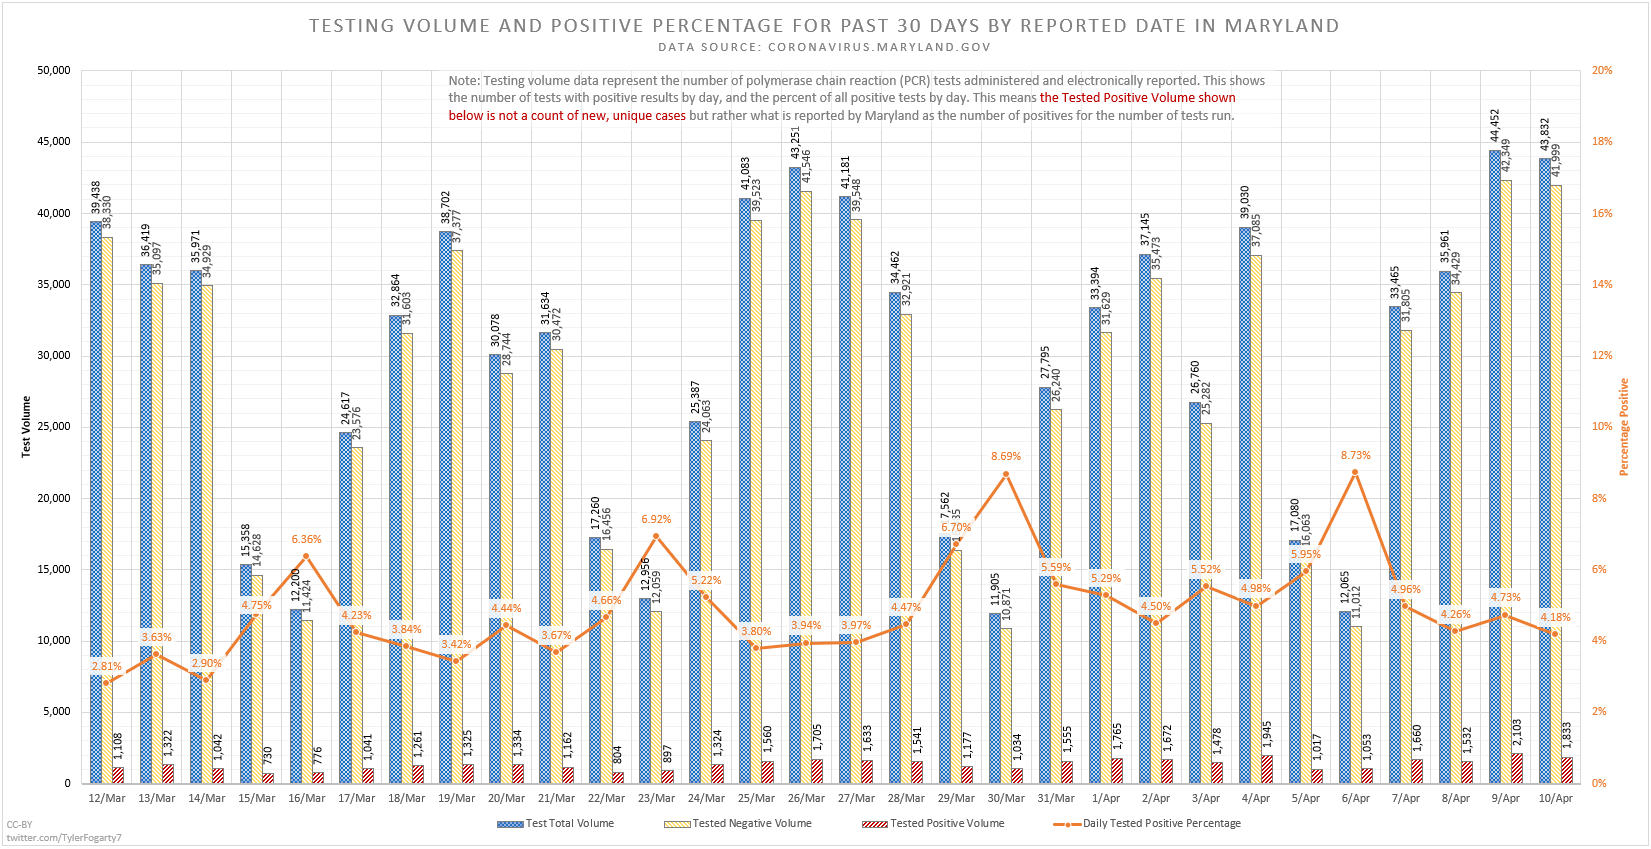 TESTING VOLUME AND POSITIVE PERCENTAGE FOR PAST 30 DAYS BY REPORTED DATE IN MARYLAND
DATA SOURCE: CORONAVIRUS.MARYLAND.GOV
Note: Testing volume data represent the number of polymerase chain reaction (PCR) tests administered and electronically reported. This shows
the number of tests with positive results by day, and the percent of all positive tests by day. This means the Tested Positive Volume shown
below is not a count of new, unique cases but rather what is reported by Maryland as the number of positives for the number of tests run.
Test Volume
50,000
45,000
40,000
35,000
30,000
25,000
20,000
15,000
10,000
5,000
0
Percentage Positive
20%
18%
16%
14%
12%
10%
8%
6%
4%
2%
0%
39,438 38,330 2.81% 1,108
36,419 35,097 3.63% 1,322
35,971 34,929 2.90% 1,042
15,358 14,628 4.75% 730
12,200 11,424 6.36% 776
24,617 23,576 4.23% 1,041
32,864 31,603 3.84% 1,261
38,702 37,377 3.42% 1,325
30,078 28,744 4.44% 1,334
31,634 30,472 3.67% 1,162
17,260 16,456 4.66% 804
12,956 12,059 6.92% 897
25,387 24,063 5.22% 1,324
41,083 39,523 3.80% 1,560
43,251 41,546 3.94% 1,705
41,181 39,548 3.97% 1,633
34,462 32,921 4.47% 1,541
6.70% 1,177
11,905 10,871 8.69% 1,034
27,795 26,240 5.59% 1,555
33,394 31,629 5.29% 1,765
37,145 35,473 4.50% 1,672
26,760 25,282 5.52% 1,478
39,030 37,085 4.98% 1,945
17,080 16,063 5.95% 1,017
12,065 11,012 8.73% 1,053
33,465 31,805 4.96% 1,660
35,961 34,429 4.26% 1,532
44,452 42,349 4.73% 2,103
43,832 41,999 4.18% 1,833
12/Mar 13/Mar 14/Mar 15/Mar 16/Mar 17/Mar 18/Mar 19/Mar 20/Mar 21/Mar 22/Mar 23/Mar 24/Mar 25/Mar 26/Mar 27/Mar 28/Mar 29/Mar 30/Mar 31/Mar 1/Apr 2/Apr 3/Apr 4/Apr 5/Apr 6/Apr 7/Apr 8/Apr 9/Apr 10/Apr
Test Total Volume Tested Negative Volume Tested Positive Volume Daily Tested Positive Percentage
CC-BY
twitter.com/TylerFogarty7